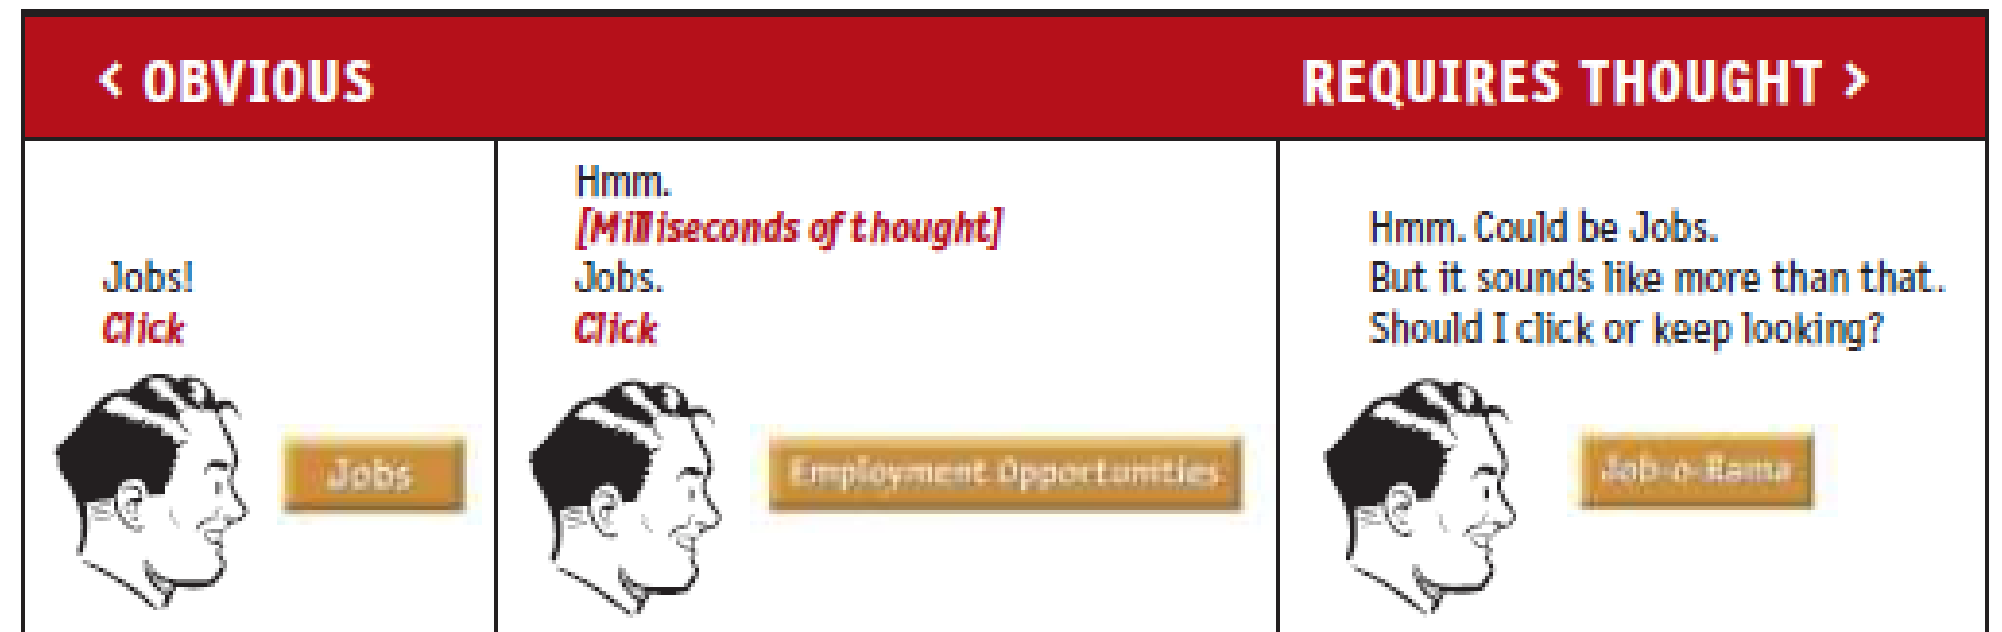 < OBVIOUS
REQUIRES THOUGHT >
Jobs!
Click
Jobs
Hmm.
[Milliseconds of thought]
Jobs.
Click
Employment Opportunities
Hmm. Could be Jobs.
But it sounds like more than that.
Should I click or keep looking?
Job-o-Rama